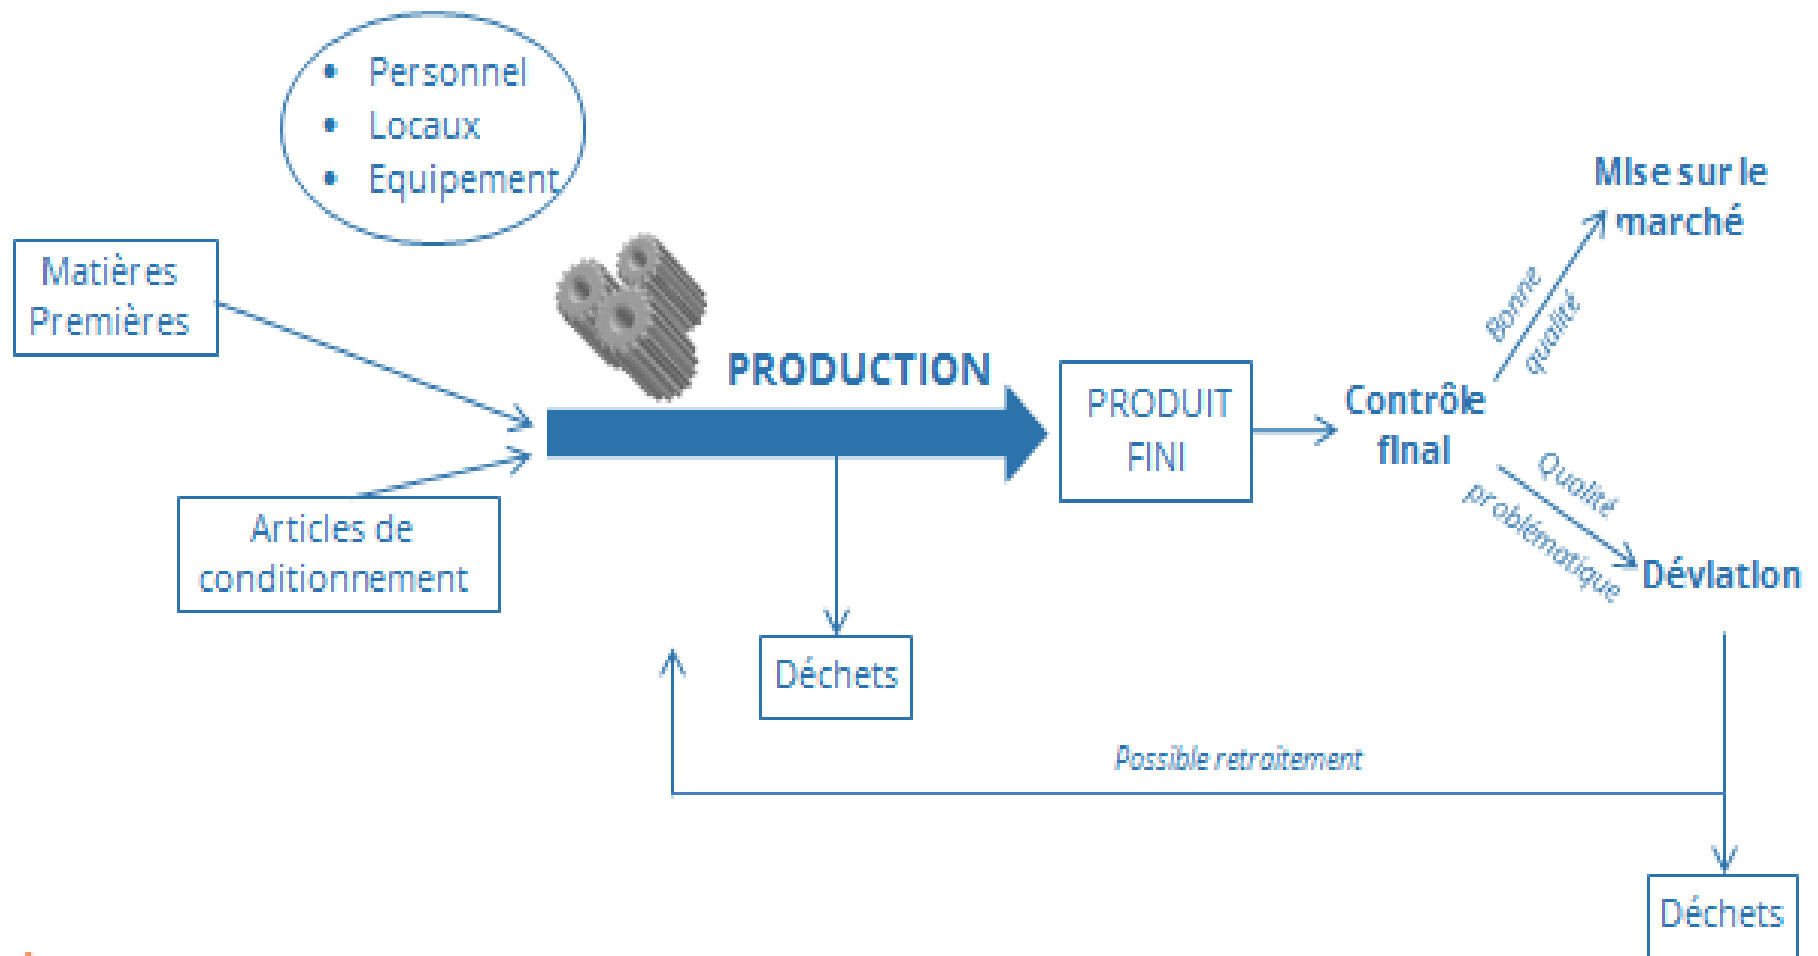 • Personnel
• Locaux
• Equipement
Matières
Premières
Articles de
conditionnement
PRODUCTION
PRODUIT
FINI
Contrôle
final
Bonne
qualité
Mise sur le
marché
Qualité
problématique
Déviation
Déchets
Possible retraitement
Déchets